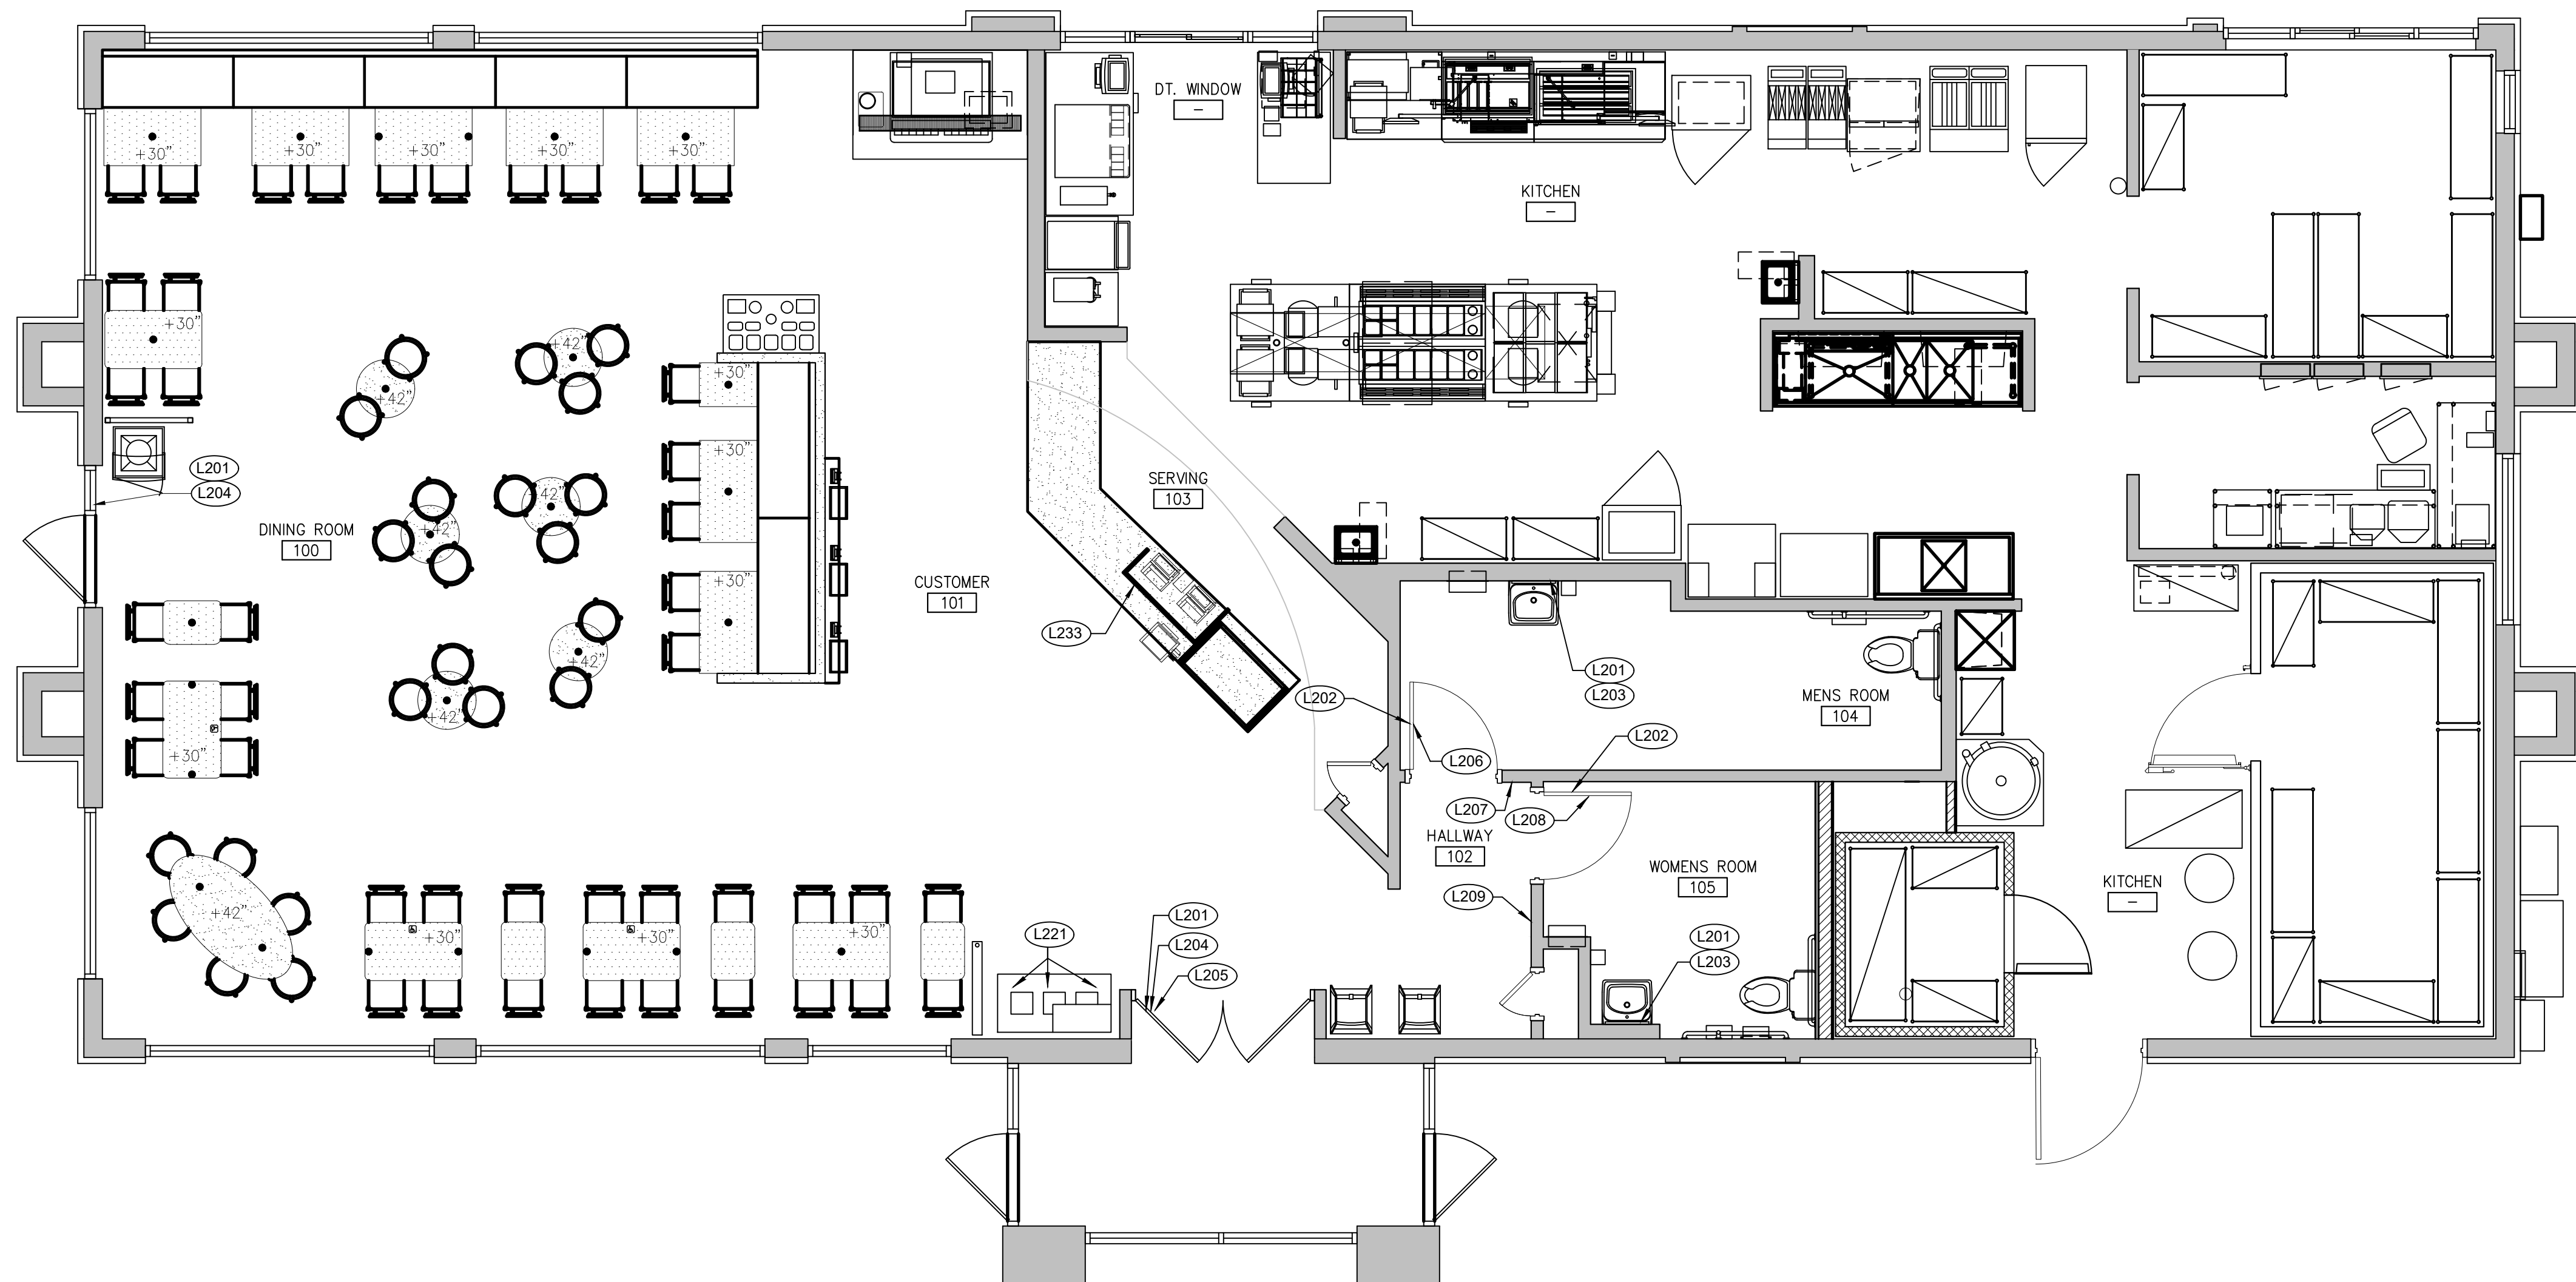 DT. WINDOW
-
+30"
+30"
+30"
+30"
+30"
KITCHEN
-
+30"
+42"
+42"
+30"
+30"
L201
L204
+42"
+42"
SERVING
103
DINING ROOM
100
CUSTOMER
101
+30"
L233
+42"
+42"
+30"
L201
L203
L202
MENS ROOM
104
L202
L206
L207
L208
HALLWAY
102
WOMENS ROOM
105
KITCHEN
-
L209
+42"
+30"
+30"
+30"
L221
L201
L204
L205
L201
L203